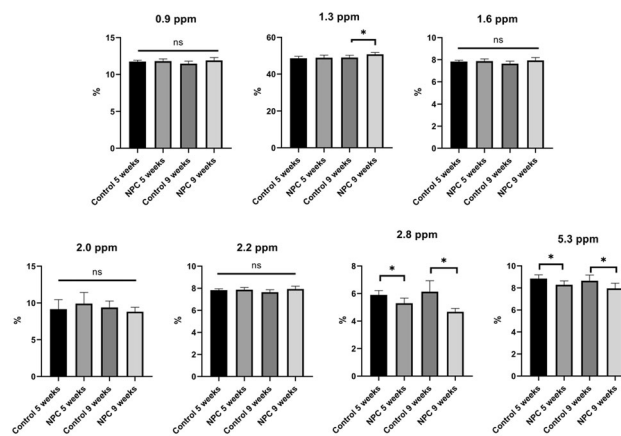 0.9 ppm
1.3 ppm
1.6 ppm
ns
*
ns
15
10
5
0
60
40
20
0
10
8
6
4
2
0
%
%
%
Control 5 weeks
NPC 5 weeks
Control 9 weeks
NPC 9 weeks
Control 5 weeks
NPC 5 weeks
Control 9 weeks
NPC 9 weeks
Control 5 weeks
NPC 5 weeks
Control 9 weeks
NPC 9 weeks
2.0 ppm
2.2 ppm
2.8 ppm
5.3 ppm
ns
ns
*
*
*
*
15
10
5
0
10
8
6
4
2
0
8
6
4
2
0
10
8
6
4
2
0
%
%
%
%
Control 5 weeks
NPC 5 weeks
Control 9 weeks
NPC 9 weeks
Control 5 weeks
NPC 5 weeks
Control 9 weeks
NPC 9 weeks
Control 5 weeks
NPC 5 weeks
Control 9 weeks
NPC 9 weeks
Control 5 weeks
NPC 5 weeks
Control 9 weeks
NPC 9 weeks